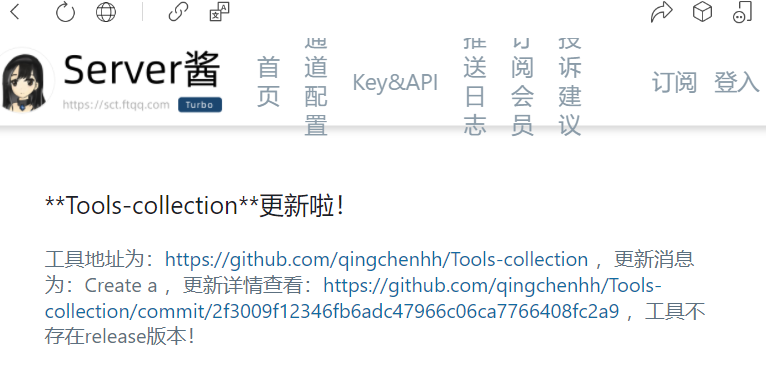 Server酱
https://sct.ftqq.com Turbo
首页
通道配置
Key&API
推送日志
订阅会员
投诉建议
订阅 登入
**Tools-collection**更新啦！
工具地址为：https://github.com/qingchenhh/Tools-collection ，更新消息
为：Create a ，更新详情查看：https://github.com/qingchenhh/Tools-
collection/commit/2f3009f12346fb6adc47966c06ca7766408fc2a9 ，工具不
存在release版本！